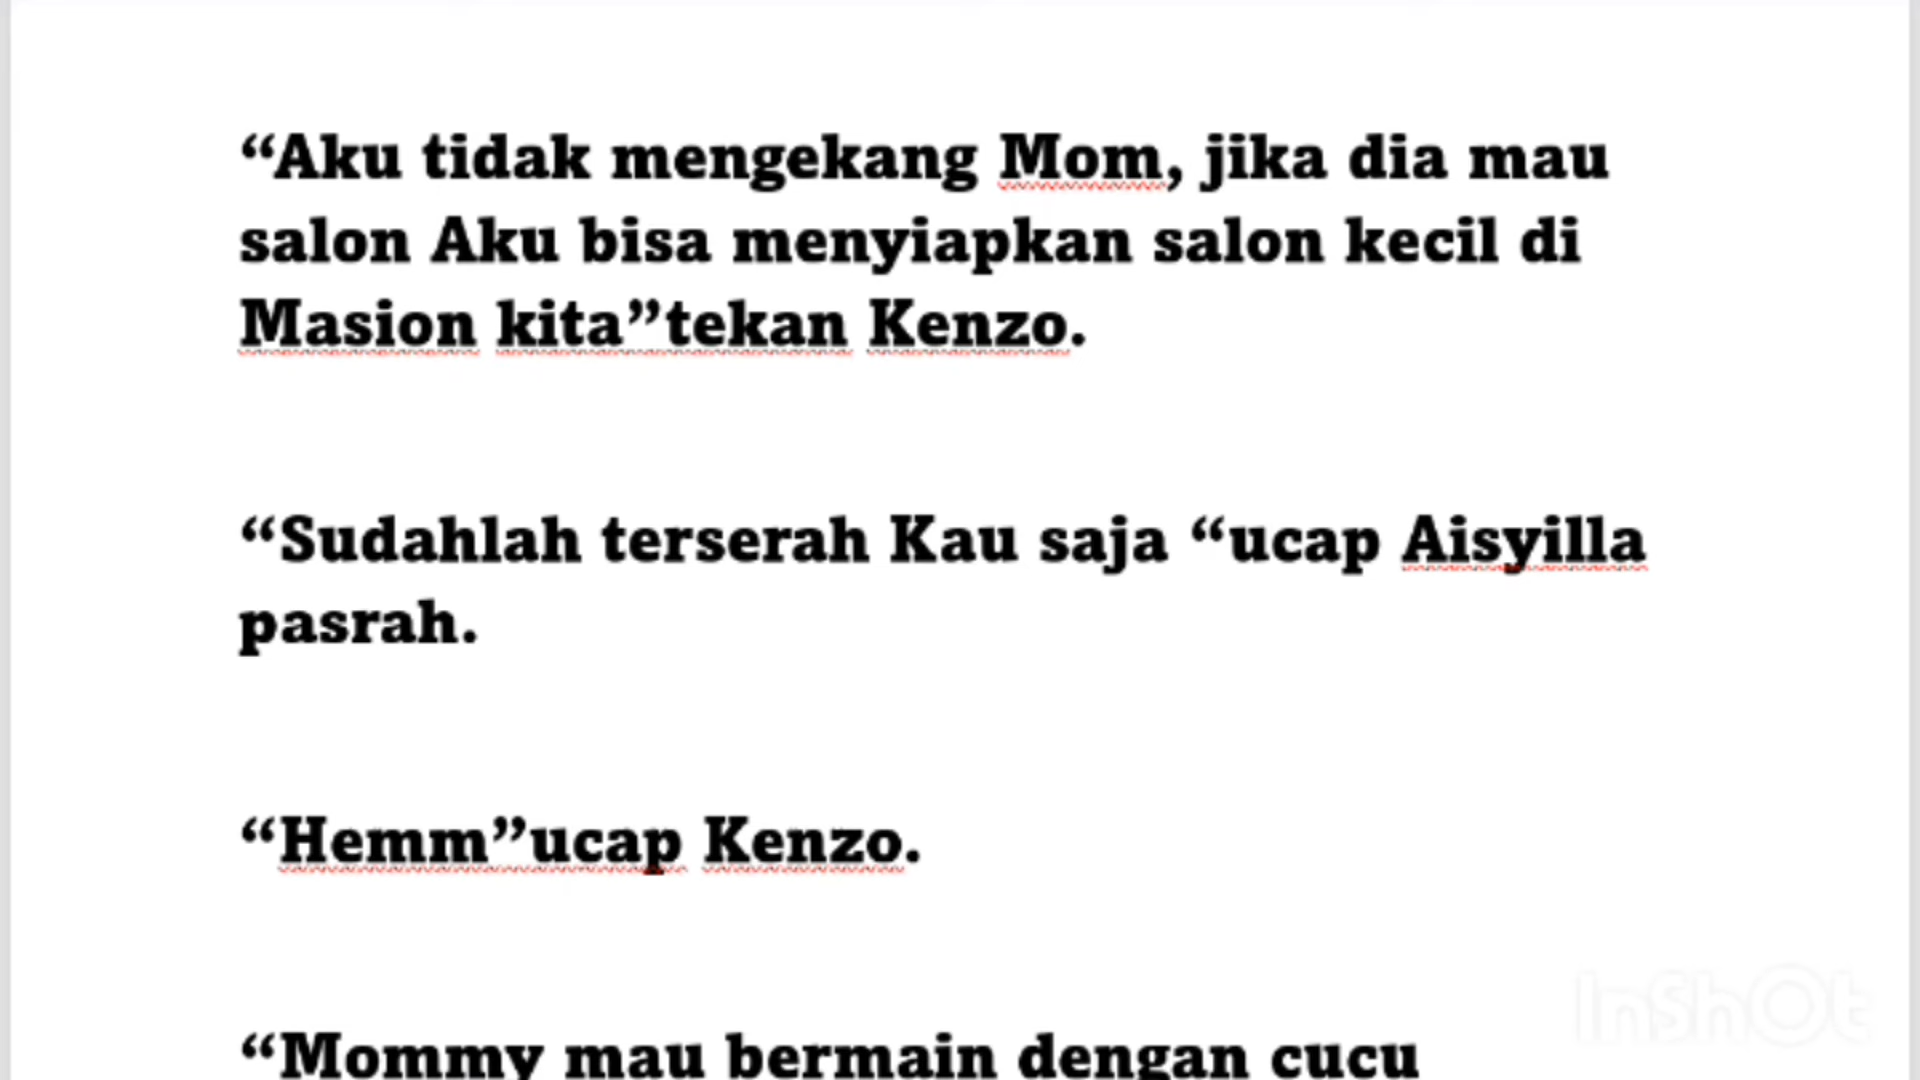 “Aku tidak mengekang Mom, jika dia mau
salon Aku bisa menyiapkan salon kecil di
Masion kita”tekan Kenzo.
“Sudahlah terserah Kau saja “ucap Aisyilla
pasrah.
“Hemm”ucap Kenzo.
“Mommy mau bermain dengan cucu
InShOt